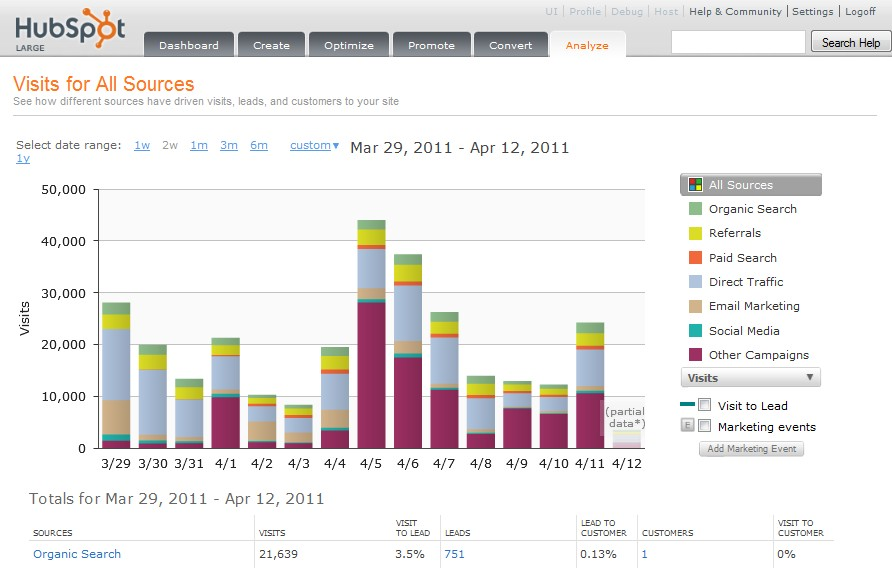 HubSpot
LARGE
UI | Profile | Debug | Host | Help & Community | Settings | Logoff
Dashboard
Create
Optimize
Promote
Convert
Analyze
Search Help
Visits for All Sources
See how different sources have driven visits, leads, and customers to your site
Select date range: 1w 2w 1m 3m 6m custom▼ Mar 29, 2011 - Apr 12, 2011
1y
50,000
40,000
30,000
20,000
10,000
0
Visits
(partial
data*)
3/29 3/30 3/31 4/1 4/2 4/3 4/4 4/5 4/6 4/7 4/8 4/9 4/10 4/11 4/12
All Sources
Organic Search
Referrals
Paid Search
Direct Traffic
Email Marketing
Social Media
Other Campaigns
Visits ▼
Visit to Lead
E Marketing events
Add Marketing Event
Totals for Mar 29, 2011 - Apr 12, 2011
SOURCES
VISITS
VISIT
TO LEAD
LEADS
LEAD TO
CUSTOMER
CUSTOMERS
VISIT TO
CUSTOMER
Organic Search 21,639 3.5% 751 0.13% 1 0%